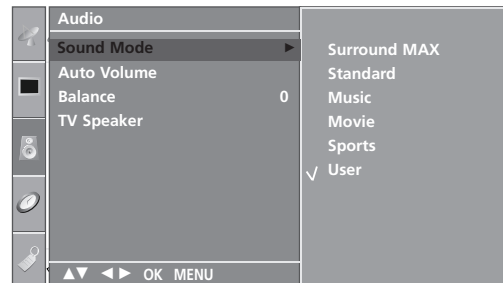 Audio
Sound Mode ►
Auto Volume
Balance 0
TV Speaker
▲▼ ◄► OK MENU
Surround MAX
Standard
Music
Movie
Sports
√ User